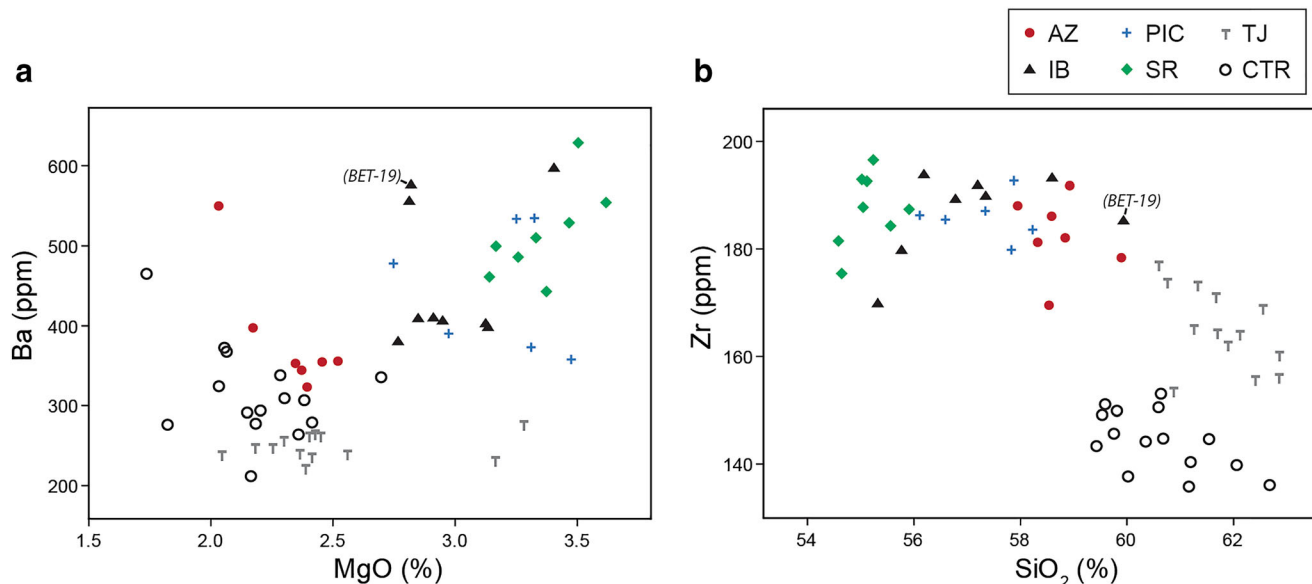 AZ PIC TJ
IB SR CTR
a
600
500
400
300
200
Ba (ppm)
(BET-19)
1.5 2.0 2.5 3.0 3.5
MgO (%)
b
200
180
160
140
Zr (ppm)
(BET-19)
54 56 58 60 62
SiO₂ (%)